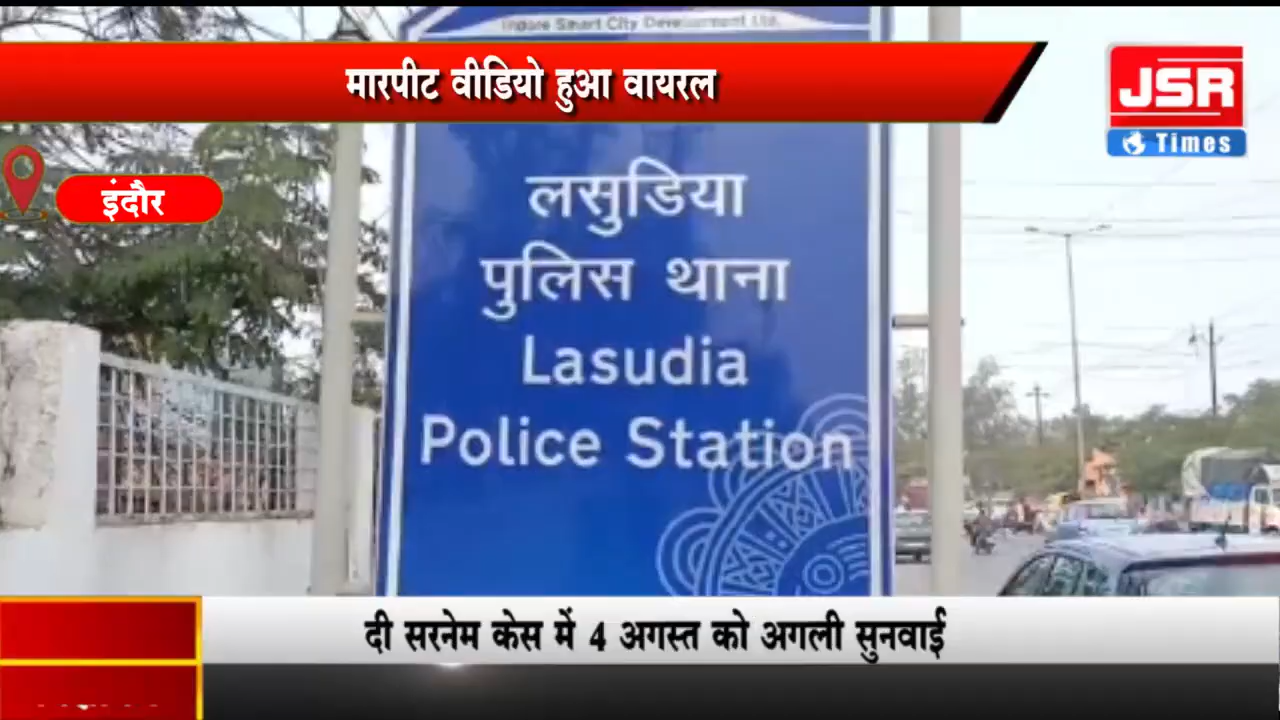 Indore Smart City Development Ltd.
मारपीट वीडियो हुआ वायरल
JSR
Times
इंदौर
लसुडिया
पुलिस थाना
Lasudia
Police Station
दी सरनेम केस में 4 अगस्त को अगली सुनवाई